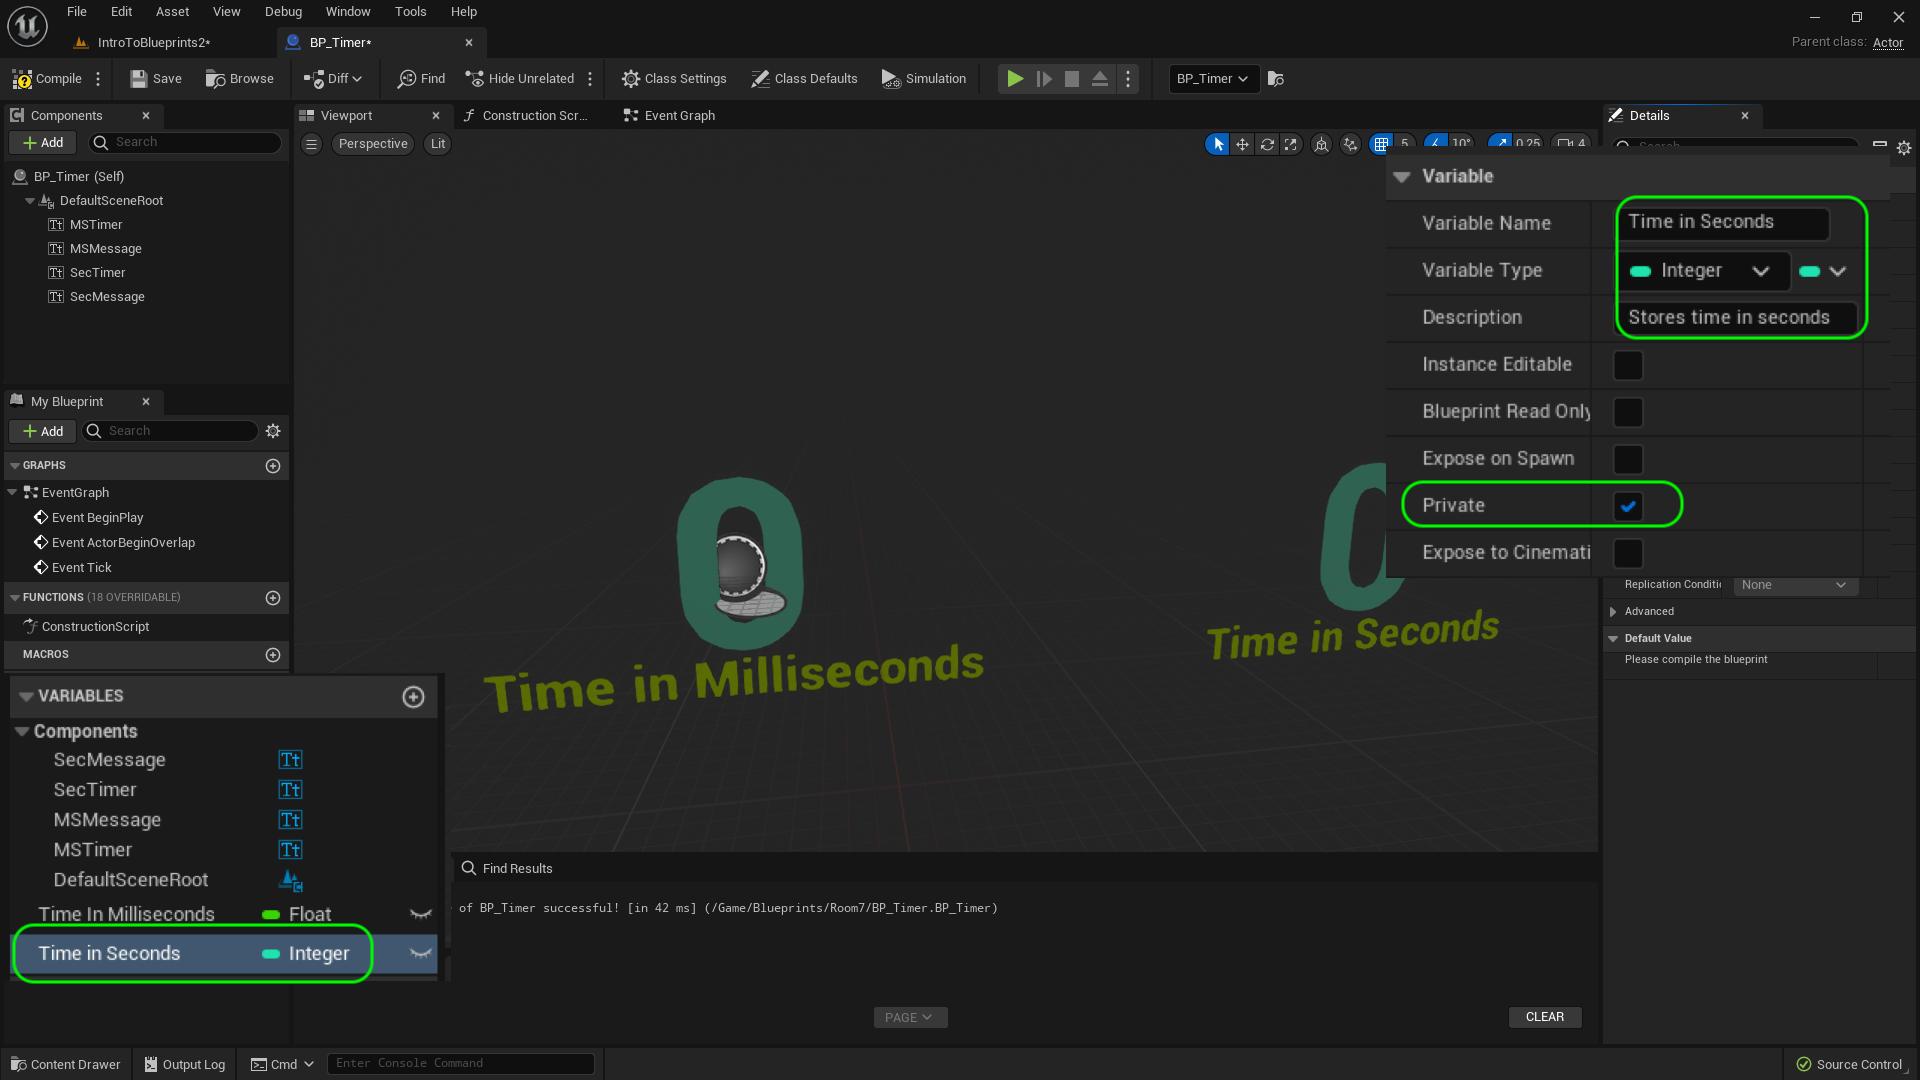 File Edit Asset View Debug Window Tools Help
IntroToBlueprints2*
BP_Timer*
Parent class: Actor
Compile Save Browse Diff Find Hide Unrelated Class Settings Class Defaults Simulation BP_Timer
Components
Add Search
BP_Timer (Self)
DefaultSceneRoot
MSTimer
MSMessage
SecTimer
SecMessage
My Blueprint
Add Search
GRAPHS
EventGraph
Event BeginPlay
Event ActorBeginOverlap
Event Tick
FUNCTIONS (18 OVERRIDABLE)
ConstructionScript
MACROS
VARIABLES
Components
SecMessage
SecTimer
MSMessage
MSTimer
DefaultSceneRoot
Time In Milliseconds Float
Time in Seconds Integer
Viewport Construction Scr... Event Graph
Perspective Lit
5 10° 0.25 4
0
Time in Milliseconds
Time in Seconds
Find Results
of BP_Timer successful! [in 42 ms] (/Game/Blueprints/Room7/BP_Timer.BP_Timer)
PAGE
CLEAR
Details
Search
Variable
Variable Name Time in Seconds
Variable Type Integer
Description Stores time in seconds
Instance Editable
Blueprint Read Only
Expose on Spawn
Private
Expose to Cinemati
Replication Conditi None
Advanced
Default Value
Please compile the blueprint
Content Drawer Output Log Cmd Enter Console Command
Source Control